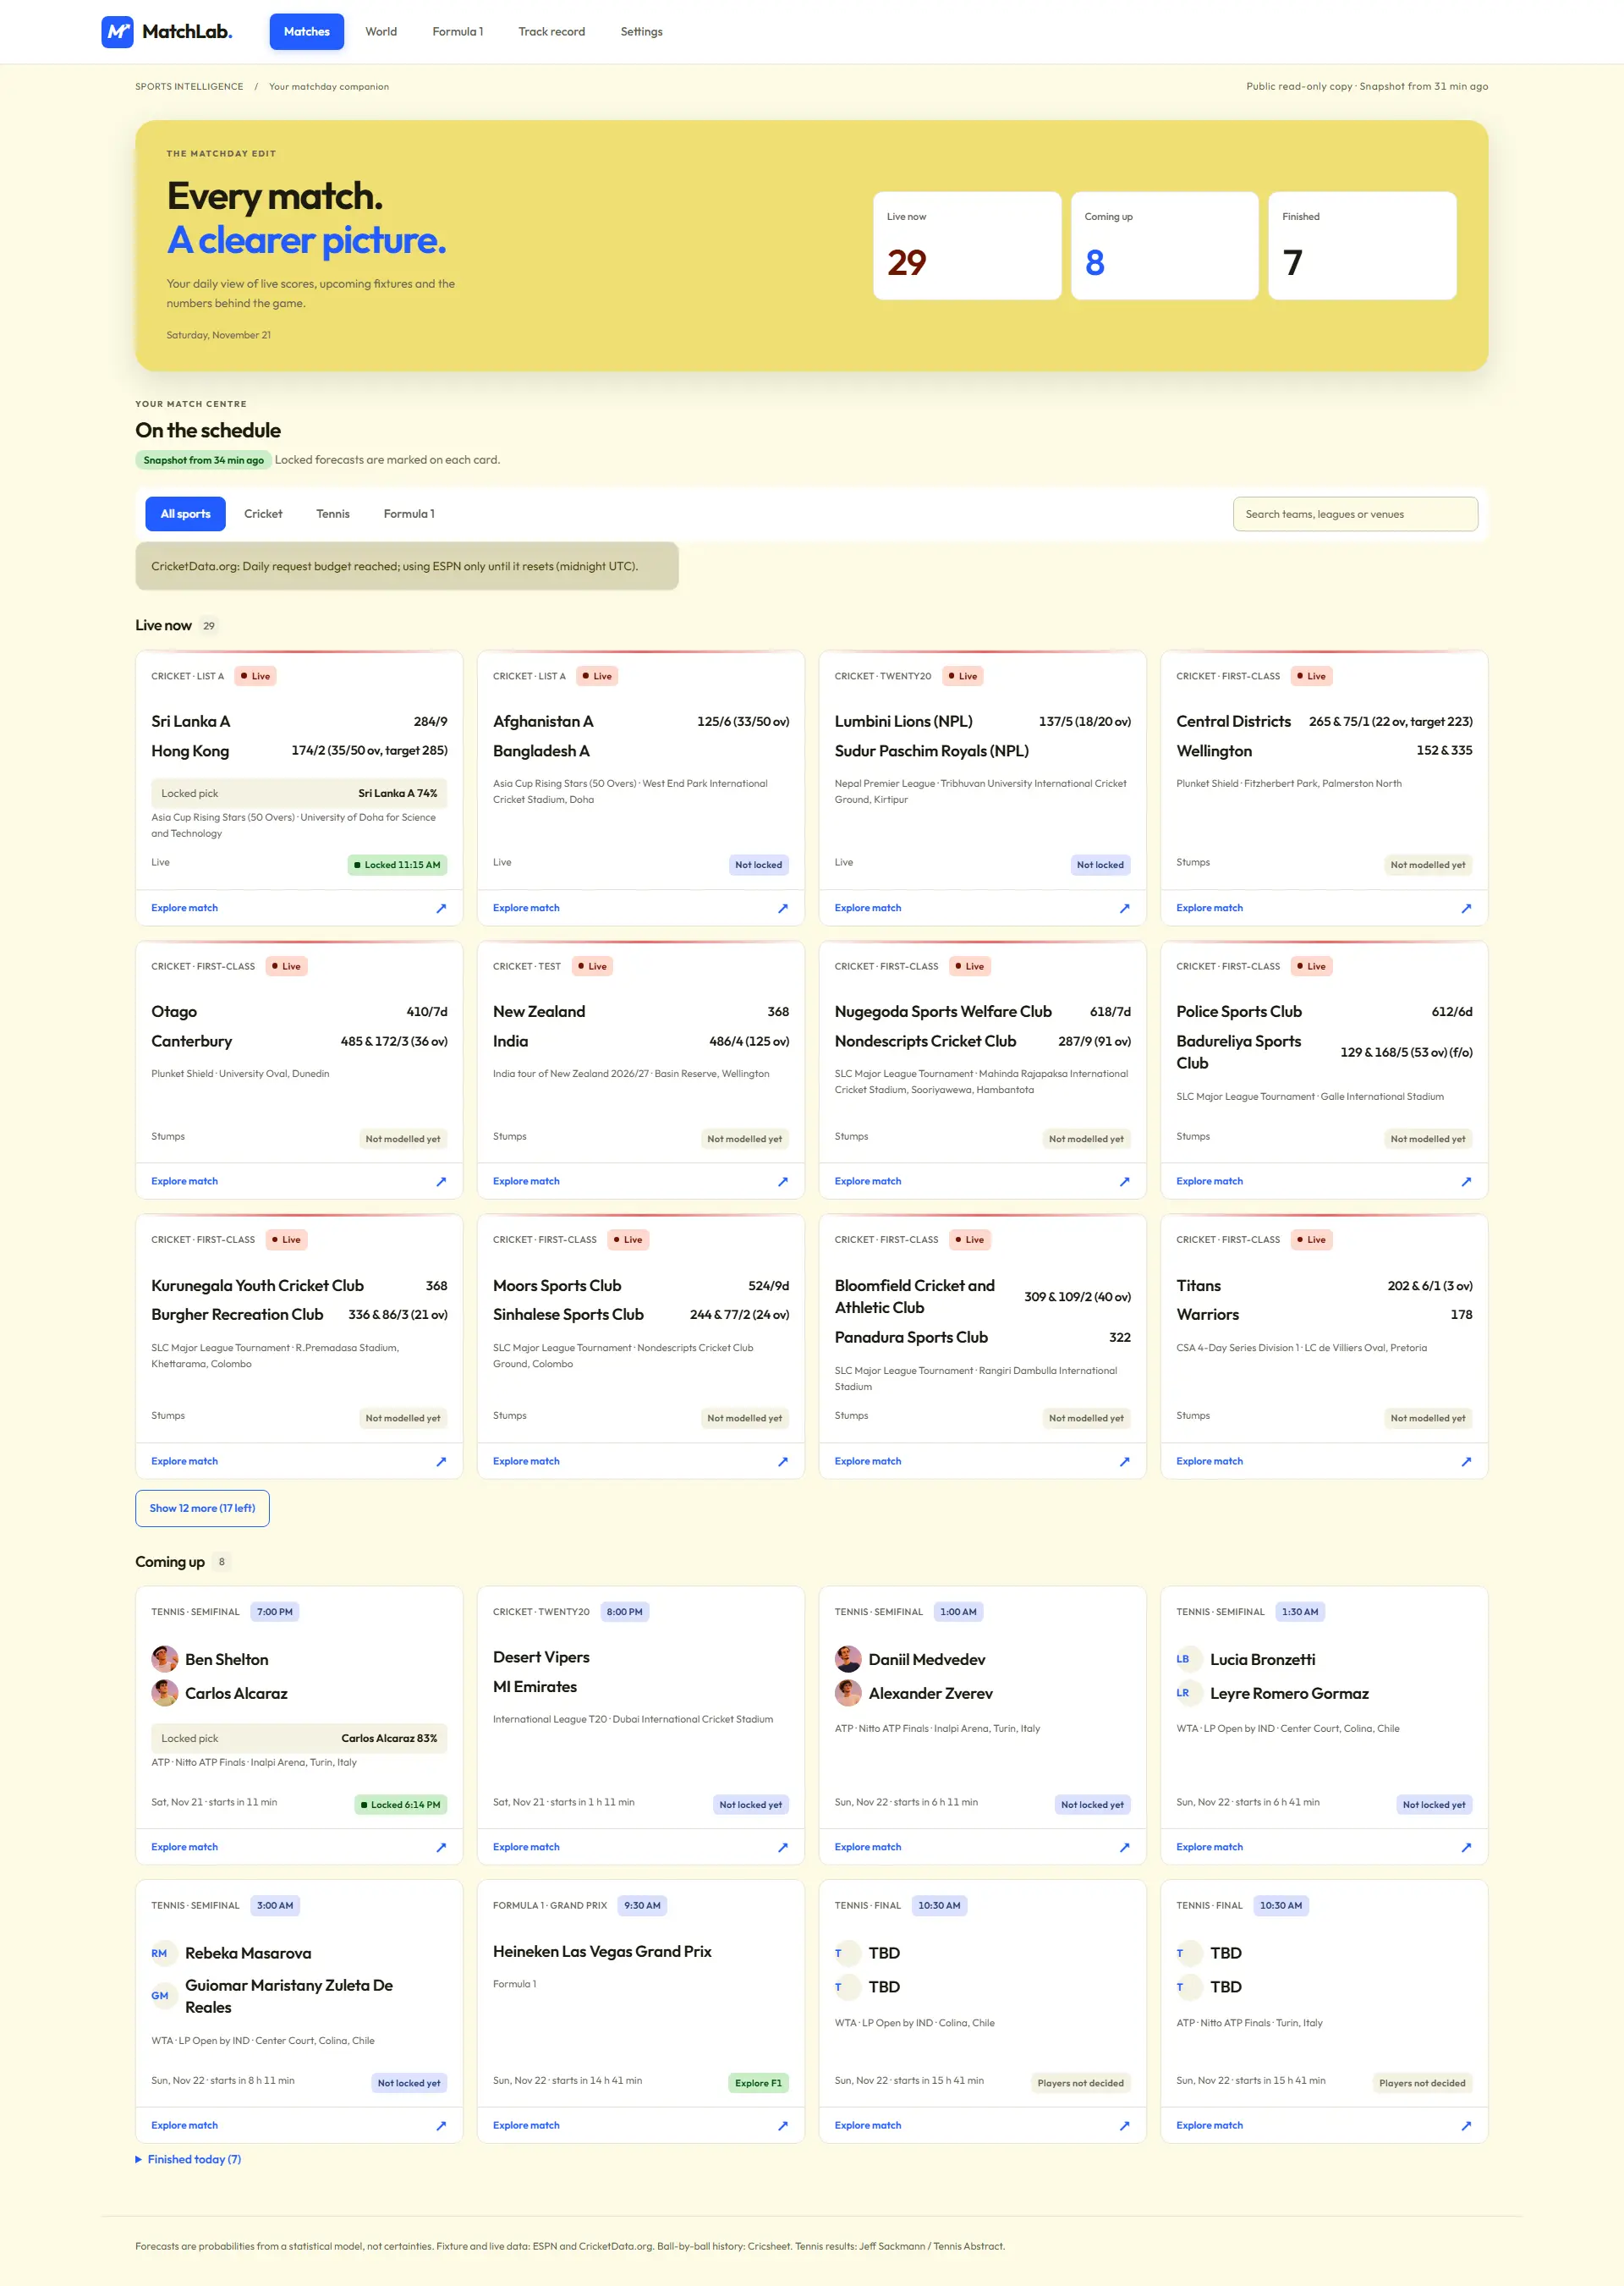 M MatchLab.
Matches World Formula 1 Track record Settings
SPORTS INTELLIGENCE / Your matchday companion
Public read-only copy · Snapshot from 31 min ago
THE MATCHDAY EDIT
Every match.
A clearer picture.
Your daily view of live scores, upcoming fixtures and the
numbers behind the game.
Saturday, November 21
Live now
29
Coming up
8
Finished
7
YOUR MATCH CENTRE
On the schedule
Snapshot from 34 min ago Locked forecasts are marked on each card.
All sports Cricket Tennis Formula 1
Search teams, leagues or venues
CricketData.org: Daily request budget reached; using ESPN only until it resets (midnight UTC).
Live now 29
CRICKET · LIST A Live
Sri Lanka A 284/9
Hong Kong 174/2 (35/50 ov, target 285)
Locked pick Sri Lanka A 74%
Asia Cup Rising Stars (50 Overs) · University of Doha for Science
and Technology
Live Locked 11:15 AM
Explore match ↗
CRICKET · LIST A Live
Afghanistan A 125/6 (33/50 ov)
Bangladesh A
Asia Cup Rising Stars (50 Overs) · West End Park International
Cricket Stadium, Doha
Live Not locked
Explore match ↗
CRICKET · TWENTY20 Live
Lumbini Lions (NPL) 137/5 (18/20 ov)
Sudur Paschim Royals (NPL)
Nepal Premier League · Tribhuvan University International Cricket
Ground, Kirtipur
Live Not locked
Explore match ↗
CRICKET · FIRST-CLASS Live
Central Districts 265 & 75/1 (22 ov, target 223)
Wellington 152 & 335
Plunket Shield · Fitzherbert Park, Palmerston North
Stumps Not modelled yet
Explore match ↗
CRICKET · FIRST-CLASS Live
Otago 410/7d
Canterbury 485 & 172/3 (36 ov)
Plunket Shield · University Oval, Dunedin
Stumps Not modelled yet
Explore match ↗
CRICKET · TEST Live
New Zealand 368
India 486/4 (125 ov)
India tour of New Zealand 2026/27 · Basin Reserve, Wellington
Stumps Not modelled yet
Explore match ↗
CRICKET · FIRST-CLASS Live
Nugegoda Sports Welfare Club 618/7d
Nondescripts Cricket Club 287/9 (91 ov)
SLC Major League Tournament · Mahinda Rajapaksa International
Cricket Stadium, Sooriyawewa, Hambantota
Stumps Not modelled yet
Explore match ↗
CRICKET · FIRST-CLASS Live
Police Sports Club 612/6d
Badureliya Sports
Club 129 & 168/5 (53 ov) (f/o)
SLC Major League Tournament · Galle International Stadium
Stumps Not modelled yet
Explore match ↗
CRICKET · FIRST-CLASS Live
Kurunegala Youth Cricket Club 368
Burgher Recreation Club 336 & 86/3 (21 ov)
SLC Major League Tournament · R.Premadasa Stadium,
Khettarama, Colombo
Stumps Not modelled yet
Explore match ↗
CRICKET · FIRST-CLASS Live
Moors Sports Club 524/9d
Sinhalese Sports Club 244 & 77/2 (24 ov)
SLC Major League Tournament · Nondescripts Cricket Club
Ground, Colombo
Stumps Not modelled yet
Explore match ↗
CRICKET · FIRST-CLASS Live
Bloomfield Cricket and
Athletic Club 309 & 109/2 (40 ov)
Panadura Sports Club 322
SLC Major League Tournament · Rangiri Dambulla International
Stadium
Stumps Not modelled yet
Explore match ↗
CRICKET · FIRST-CLASS Live
Titans 202 & 6/1 (3 ov)
Warriors 178
CSA 4-Day Series Division 1 · LC de Villiers Oval, Pretoria
Stumps Not modelled yet
Explore match ↗
Show 12 more (17 left)
Coming up 8
TENNIS · SEMIFINAL 7:00 PM
Ben Shelton
Carlos Alcaraz
Locked pick Carlos Alcaraz 83%
ATP · Nitto ATP Finals · Inalpi Arena, Turin, Italy
Sat, Nov 21 · starts in 11 min Locked 6:14 PM
Explore match ↗
CRICKET · TWENTY20 8:00 PM
Desert Vipers
MI Emirates
International League T20 · Dubai International Cricket Stadium
Sat, Nov 21 · starts in 1 h 11 min Not locked yet
Explore match ↗
TENNIS · SEMIFINAL 1:00 AM
Daniil Medvedev
Alexander Zverev
ATP · Nitto ATP Finals · Inalpi Arena, Turin, Italy
Sun, Nov 22 · starts in 6 h 11 min Not locked yet
Explore match ↗
TENNIS · SEMIFINAL 1:30 AM
LB Lucia Bronzetti
LR Leyre Romero Gormaz
WTA · LP Open by IND · Center Court, Colina, Chile
Sun, Nov 22 · starts in 6 h 41 min Not locked yet
Explore match ↗
TENNIS · SEMIFINAL 3:00 AM
RM Rebeka Masarova
GM Guiomar Maristany Zuleta De
Reales
WTA · LP Open by IND · Center Court, Colina, Chile
Sun, Nov 22 · starts in 8 h 11 min Not locked yet
Explore match ↗
FORMULA 1 · GRAND PRIX 9:30 AM
Heineken Las Vegas Grand Prix
Formula 1
Sun, Nov 22 · starts in 14 h 41 min Explore F1
Explore match ↗
TENNIS · FINAL 10:30 AM
T TBD
T TBD
WTA · LP Open by IND · Colina, Chile
Sun, Nov 22 · starts in 15 h 41 min Players not decided
Explore match ↗
TENNIS · FINAL 10:30 AM
T TBD
T TBD
ATP · Nitto ATP Finals · Turin, Italy
Sun, Nov 22 · starts in 15 h 41 min Players not decided
Explore match ↗
▶ Finished today (7)
Forecasts are probabilities from a statistical model, not certainties. Fixture and live data: ESPN and CricketData.org. Ball-by-ball history: Cricsheet. Tennis results: Jeff Sackmann / Tennis Abstract.